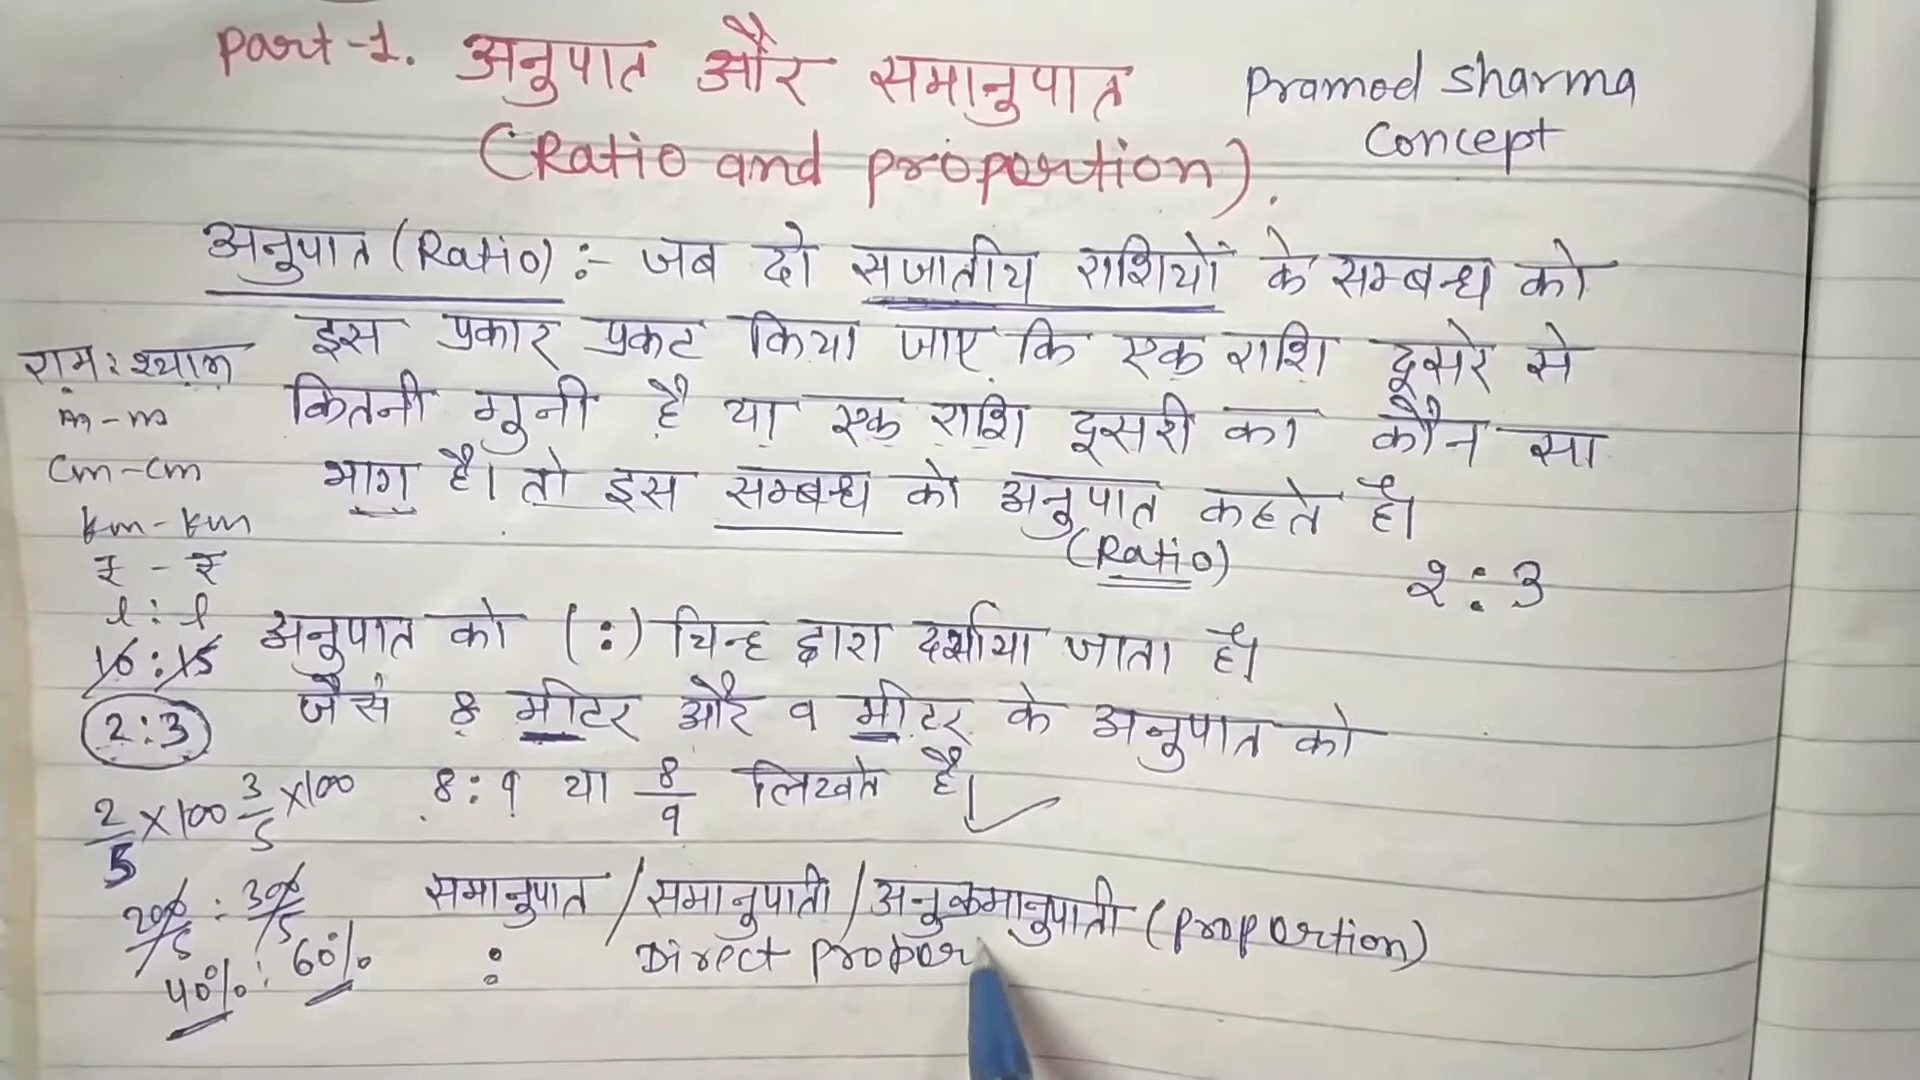 Part-1. अनुपात और समानुपात
(Ratio and proportion).
Pramod Sharma
Concept
अनुपात (Ratio) :- जब दो सजातीय राशियों के सम्बन्ध को
इस प्रकार प्रकट किया जाए कि एक राशि दूसरे से
कितनी गुनी है या एक राशि दूसरी का कौन सा
भाग है। तो इस सम्बन्ध को अनुपात कहते है।
(Ratio)
२ : ३
अनुपात को (:) चिन्ह द्वारा दर्शाया जाता है।
जैसे 8 मीटर और 9 मीटर के अनुपात को
8 : 9 या 8/9 लिखते है।
समानुपात / समानुपाती / अनुक्रमानुपाती (proportion)
: Direct propor
राम : श्याम
m - m
cm - cm
km - km
₹ - ₹
l : l
10 : 15
2 : 3
2/5 × 100 3/5 × 100
200/5 : 300/5
40% : 60%